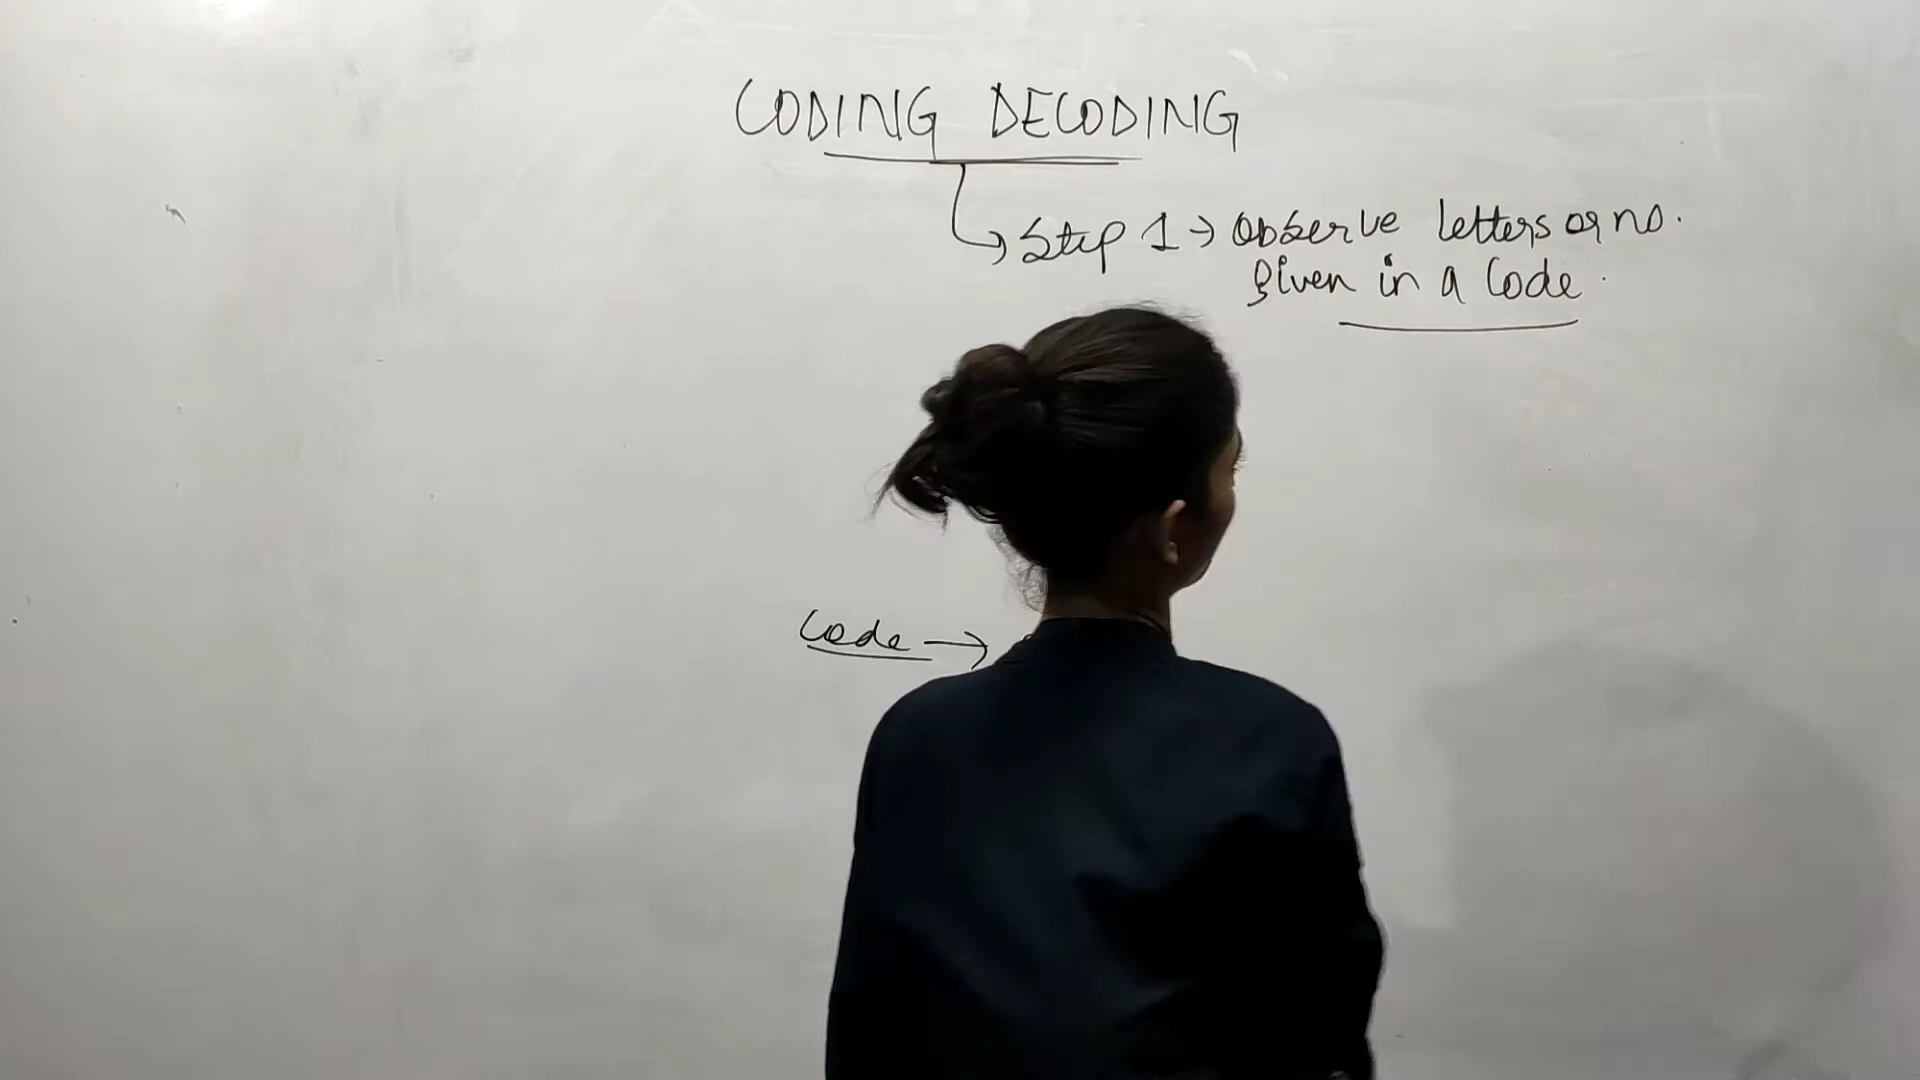 CODING DECODING
Step 1 → Observe letters or no.
given in a Code.
Code →